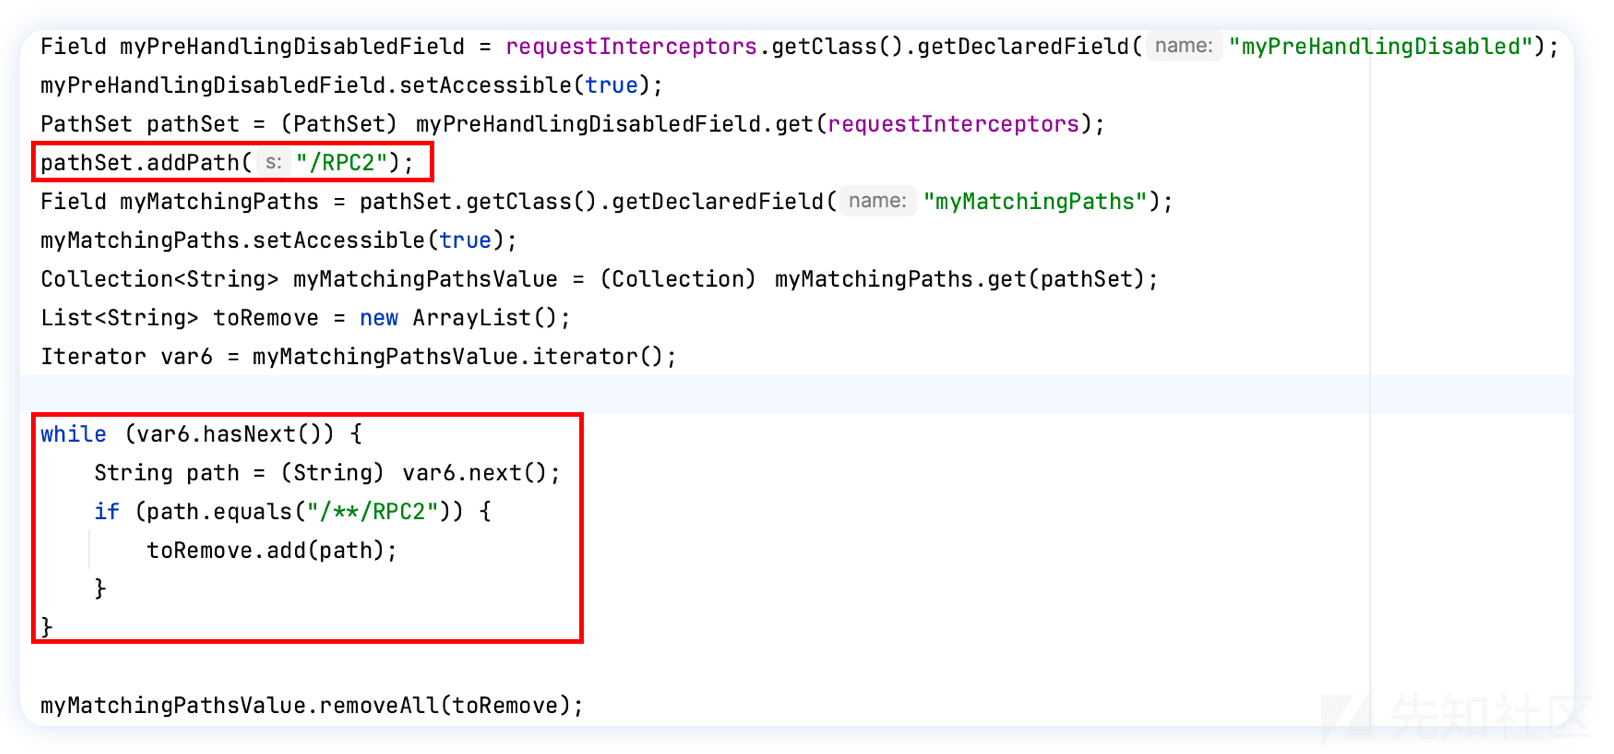 Field myPreHandlingDisabledField = requestInterceptors.getClass().getDeclaredField( name: "myPreHandlingDisabled");
myPreHandlingDisabledField.setAccessible(true);
PathSet pathSet = (PathSet) myPreHandlingDisabledField.get(requestInterceptors);
pathSet.addPath( s: "/RPC2");
Field myMatchingPaths = pathSet.getClass().getDeclaredField( name: "myMatchingPaths");
myMatchingPaths.setAccessible(true);
Collection<String> myMatchingPathsValue = (Collection) myMatchingPaths.get(pathSet);
List<String> toRemove = new ArrayList();
Iterator var6 = myMatchingPathsValue.iterator();
while (var6.hasNext()) {
String path = (String) var6.next();
if (path.equals("/**/RPC2")) {
toRemove.add(path);
}
}
myMatchingPathsValue.removeAll(toRemove);
先知社区